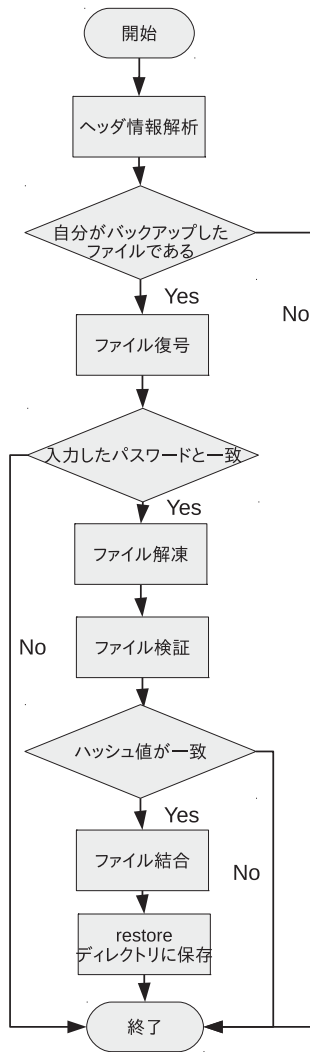 開始
ヘッダ情報解析
自分がバックアップした
ファイルである
Yes
No
ファイル復号
入力したパスワードと一致
Yes
ファイル解凍
No
ファイル検証
ハッシュ値が一致
Yes
No
ファイル結合
restore
ディレクトリに保存
終了